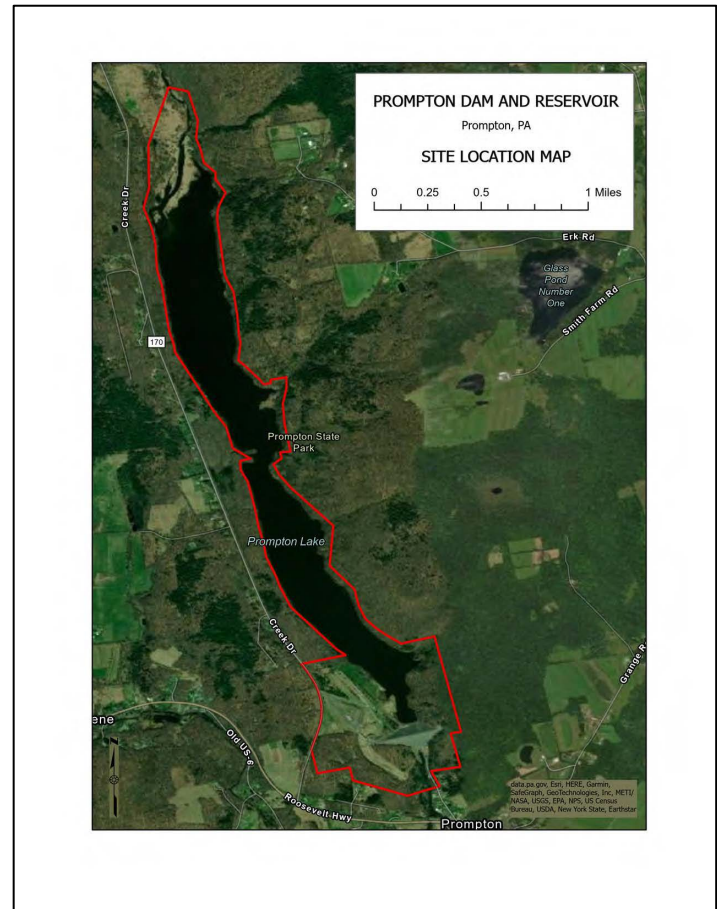 PROMPTON DAM AND RESERVOIR
Prompton, PA
SITE LOCATION MAP
0 0.25 0.5 1 Miles
Creek Dr
Erk Rd
Glass
Pond
Number
One
Smith Farm Rd
170
Prompton State
Park
Prompton Lake
Creek Dr
Grange R
ene
Old US-6
Roosevelt Hwy
Prompton
data.pa.gov, Esri, HERE, Garmin,
SafeGraph, GeoTechnologies, Inc, METI/
NASA, USGS, EPA, NPS, US Census
Bureau, USDA, New York State, Earthstar